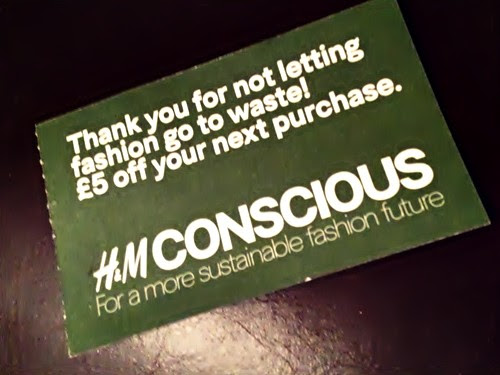 Thank you for not letting
fashion go to waste!
£5 off your next purchase.
H&M CONSCIOUS
For a more sustainable fashion future